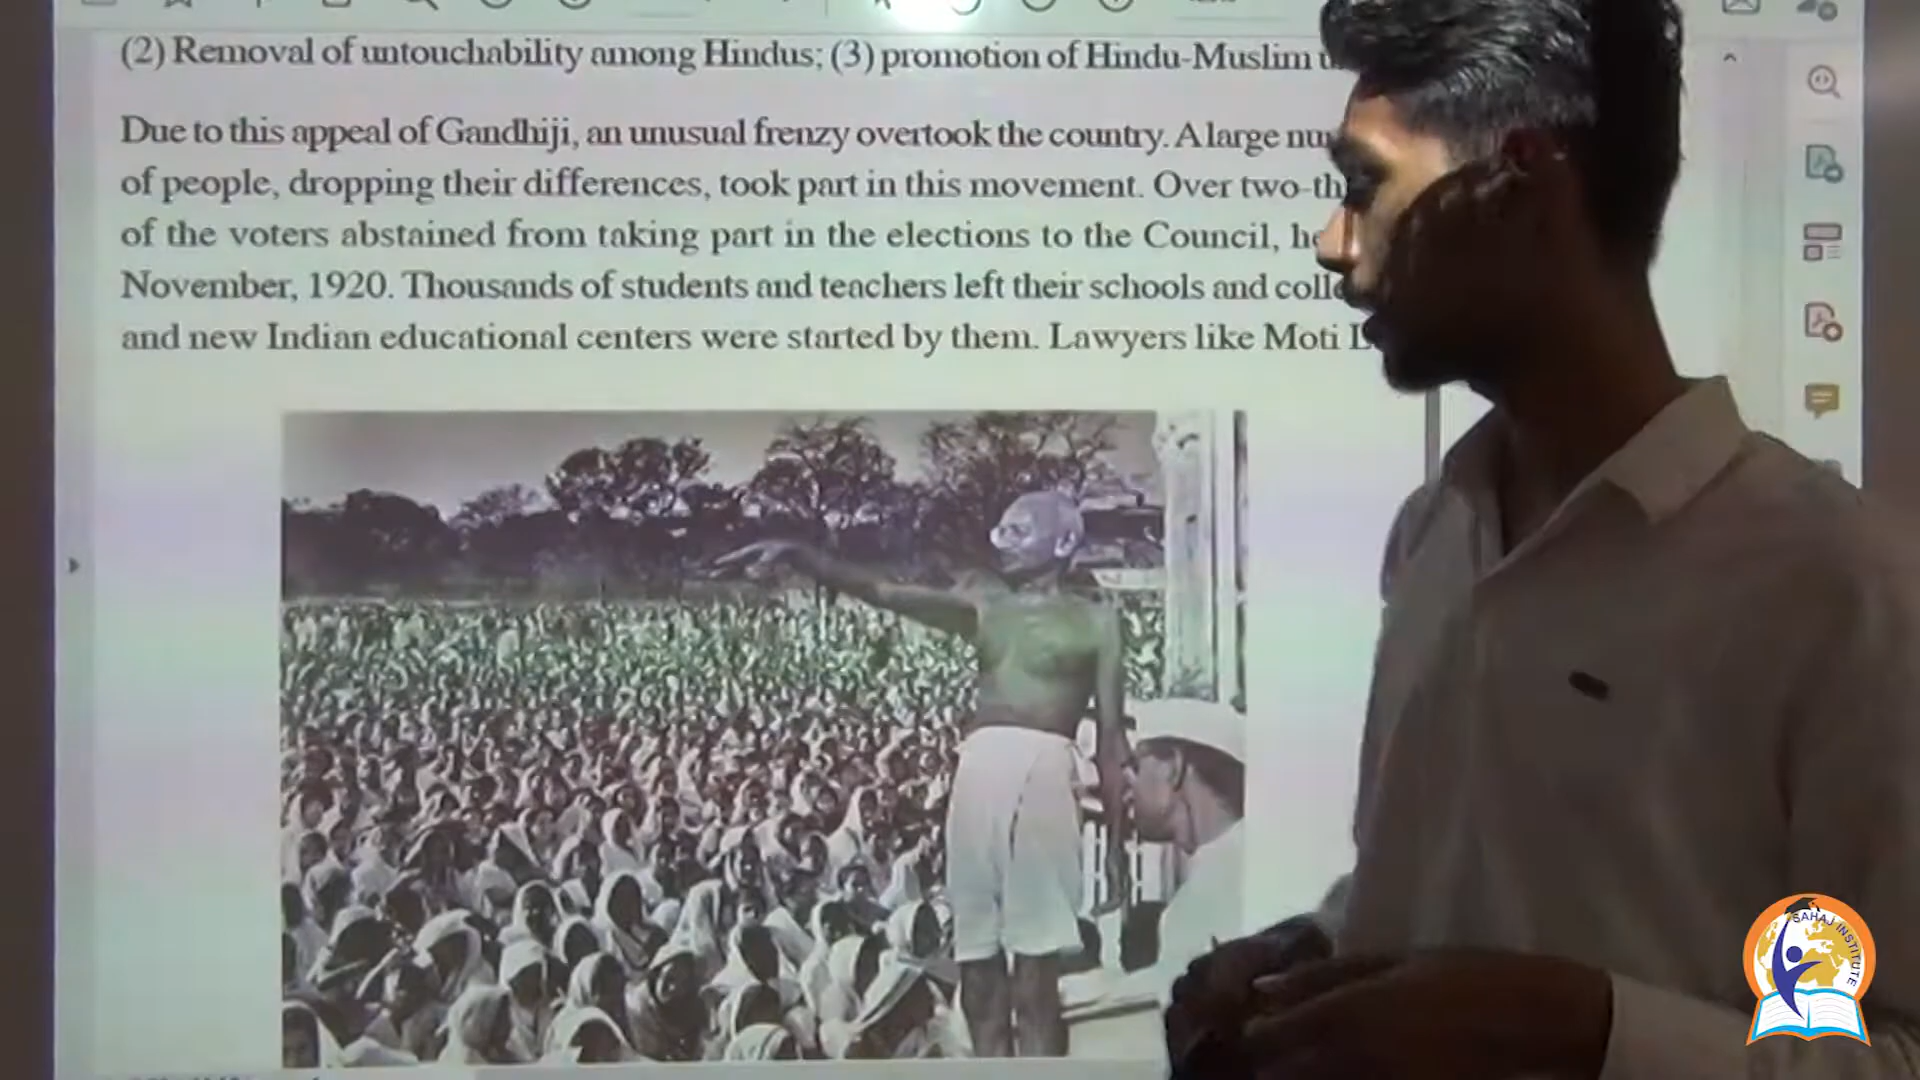 (2) Removal of untouchability among Hindus; (3) promotion of Hindu-Muslim
Due to this appeal of Gandhiji, an unusual frenzy overtook the country. A large
of people, dropping their differences, took part in this movement. Over
of the voters abstained from taking part in the elections to the Council,
November, 1920. Thousands of students and teachers left their schools and
and new Indian educational centers were started by them. Lawyers like Moti
SAHAJ INSTITUTE